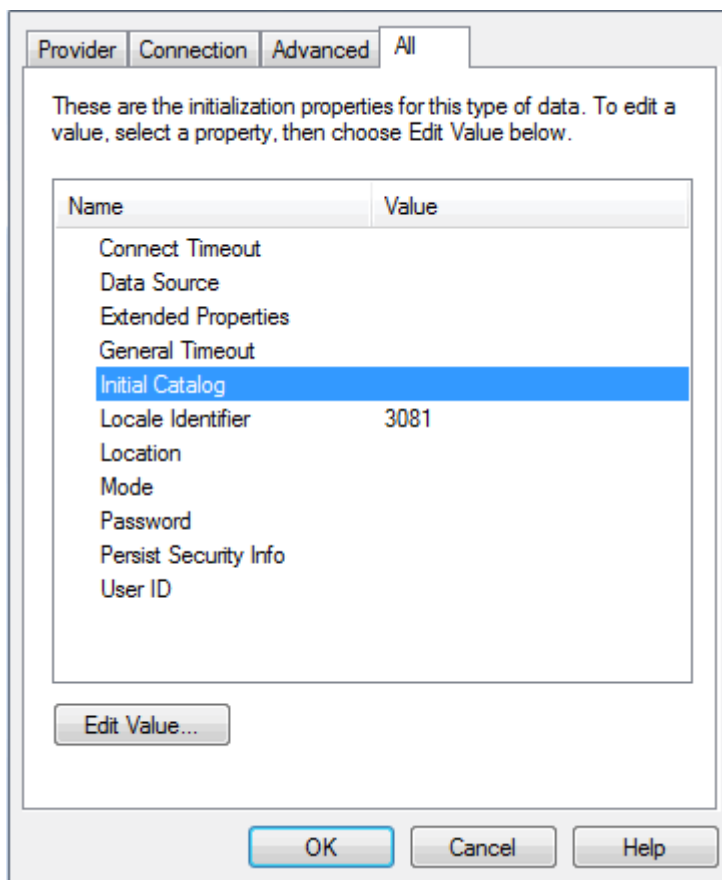 Provider Connection Advanced All
These are the initialization properties for this type of data. To edit a
value, select a property, then choose Edit Value below.
Name Value
Connect Timeout
Data Source
Extended Properties
General Timeout
Initial Catalog
Locale Identifier 3081
Location
Mode
Password
Persist Security Info
User ID
Edit Value...
OK Cancel Help